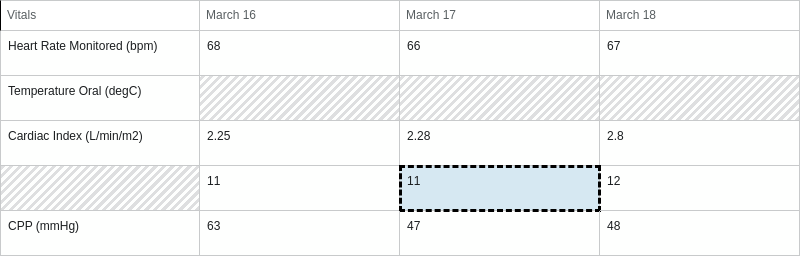 Vitals March 16 March 17 March 18
Heart Rate Monitored (bpm) 68 66 67
Temperature Oral (degC)
Cardiac Index (L/min/m2) 2.25 2.28 2.8
11 11 12
CPP (mmHg) 63 47 48